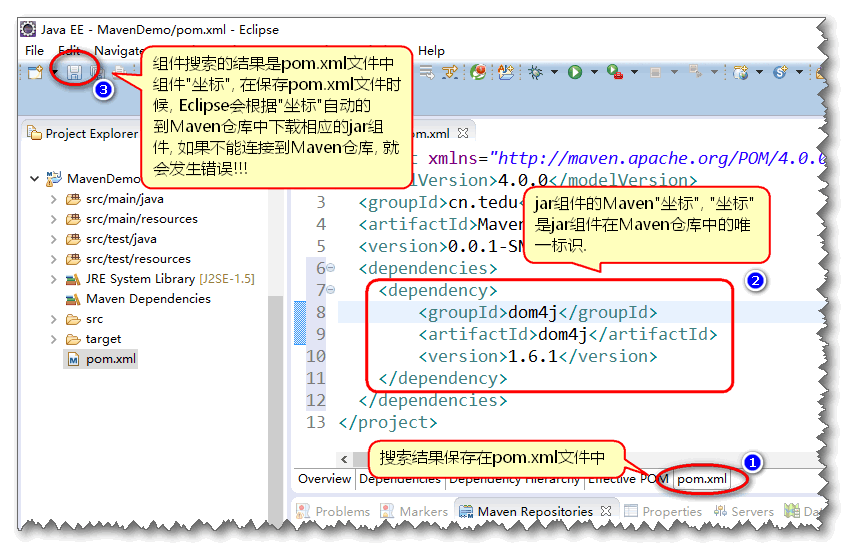 Java EE - MavenDemo/pom.xml - Eclipse
File Edit Navigate Help
组件搜索的结果是pom.xml文件中
组件"坐标", 在保存pom.xml文件时
候, Eclipse会根据"坐标"自动的
到Maven仓库中下载相应的jar组
件, 如果不能连接到Maven仓库, 就
会发生错误!!!
3
Project Explorer
MavenDemo
src/main/java
src/main/resources
src/test/java
src/test/resources
JRE System Library [J2SE-1.5]
Maven Dependencies
src
target
pom.xml
om.xml
t xmlns="http://maven.apache.org/POM/4.0.0
elVersion>4.0.0</modelVersion>
3 <groupId>cn.tedu<
4 <artifactId>Maven
5 <version>0.0.1-SN
6 <dependencies>
7 <dependency>
8 <groupId>dom4j</groupId>
9 <artifactId>dom4j</artifactId>
10 <version>1.6.1</version>
11 </dependency>
12 </dependencies>
13 </project>
jar组件的Maven"坐标", "坐标"
是jar组件在Maven仓库中的唯
一标识.
2
搜索结果保存在pom.xml文件中
1
Overview Dependencies Dependency Hierarchy Effective POM pom.xml
Problems Markers Maven Repositories Properties Servers Dat